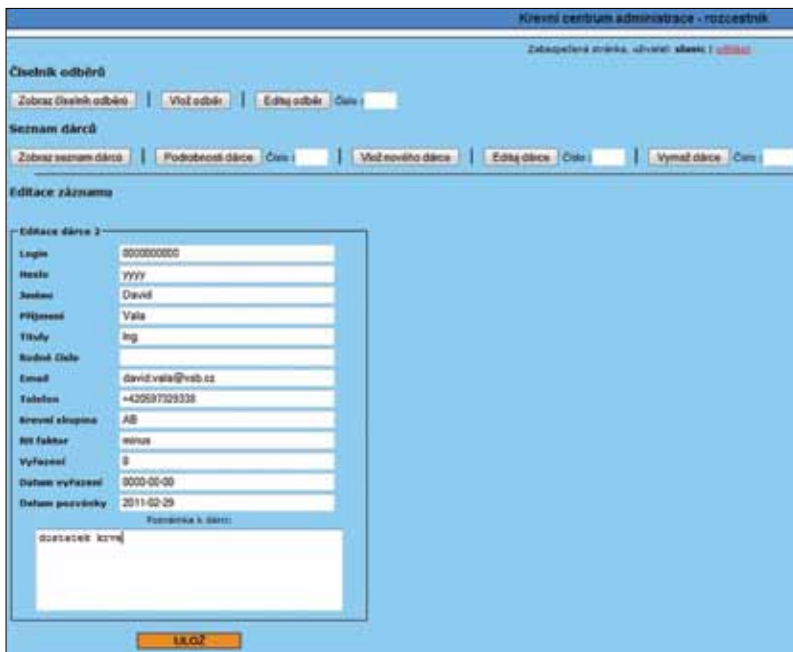 Krevní centrum administrace - rozcestník
Zabezpečená stránka, uživatel: | odhlásit
Číselník odběrů
Zobraz číselník odběrů | Vlož odběr | Edituj odběr Číslo :
Seznam dárců
Zobraz seznam dárců | Podrobnosti dárce Číslo : | Vlož nového dárce | Edituj dárce Číslo : | Vymaž dárce Číslo :
Editace záznamu
Editace dárce 2
Login 0000000000
Heslo yyyy
Jméno David
Příjmení Vala
Tituly Ing.
Rodné číslo
Email david.vala@vsb.cz
Telefon +420597329338
Krevní skupina AB
RH faktor minus
Vyřazení 0
Datum vyřazení 0000-00-00
Datum pozvánky 2011-02-29
Poznámka k dárci:
dostatek krve
ULOŽ